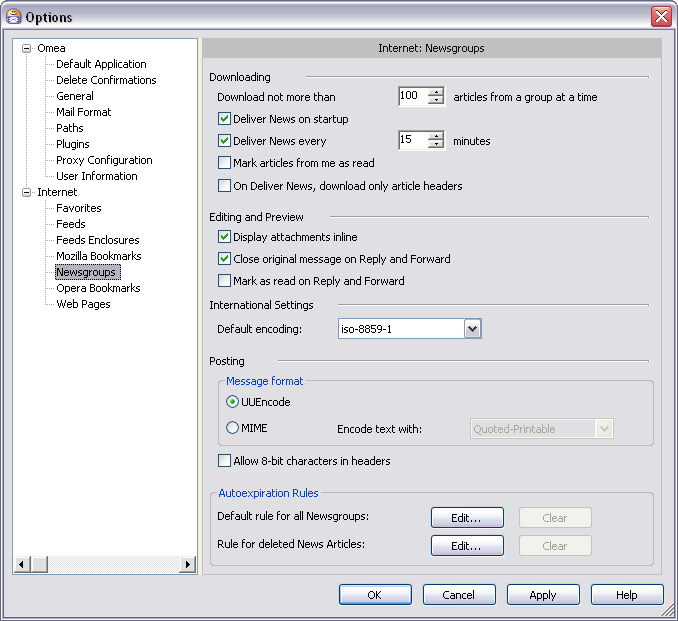 Options
Omea
Default Application
Delete Confirmations
General
Mail Format
Paths
Plugins
Proxy Configuration
User Information
Internet
Favorites
Feeds
Feeds Enclosures
Mozilla Bookmarks
Newsgroups
Opera Bookmarks
Web Pages
Internet: Newsgroups
Downloading
Download not more than 100 articles from a group at a time
Deliver News on startup
Deliver News every 15 minutes
Mark articles from me as read
On Deliver News, download only article headers
Editing and Preview
Display attachments inline
Close original message on Reply and Forward
Mark as read on Reply and Forward
International Settings
Default encoding: iso-8859-1
Posting
Message format
UUEncode
MIME Encode text with: Quoted-Printable
Allow 8-bit characters in headers
Autoexpiration Rules
Default rule for all Newsgroups: Edit... Clear
Rule for deleted News Articles: Edit... Clear
OK Cancel Apply Help